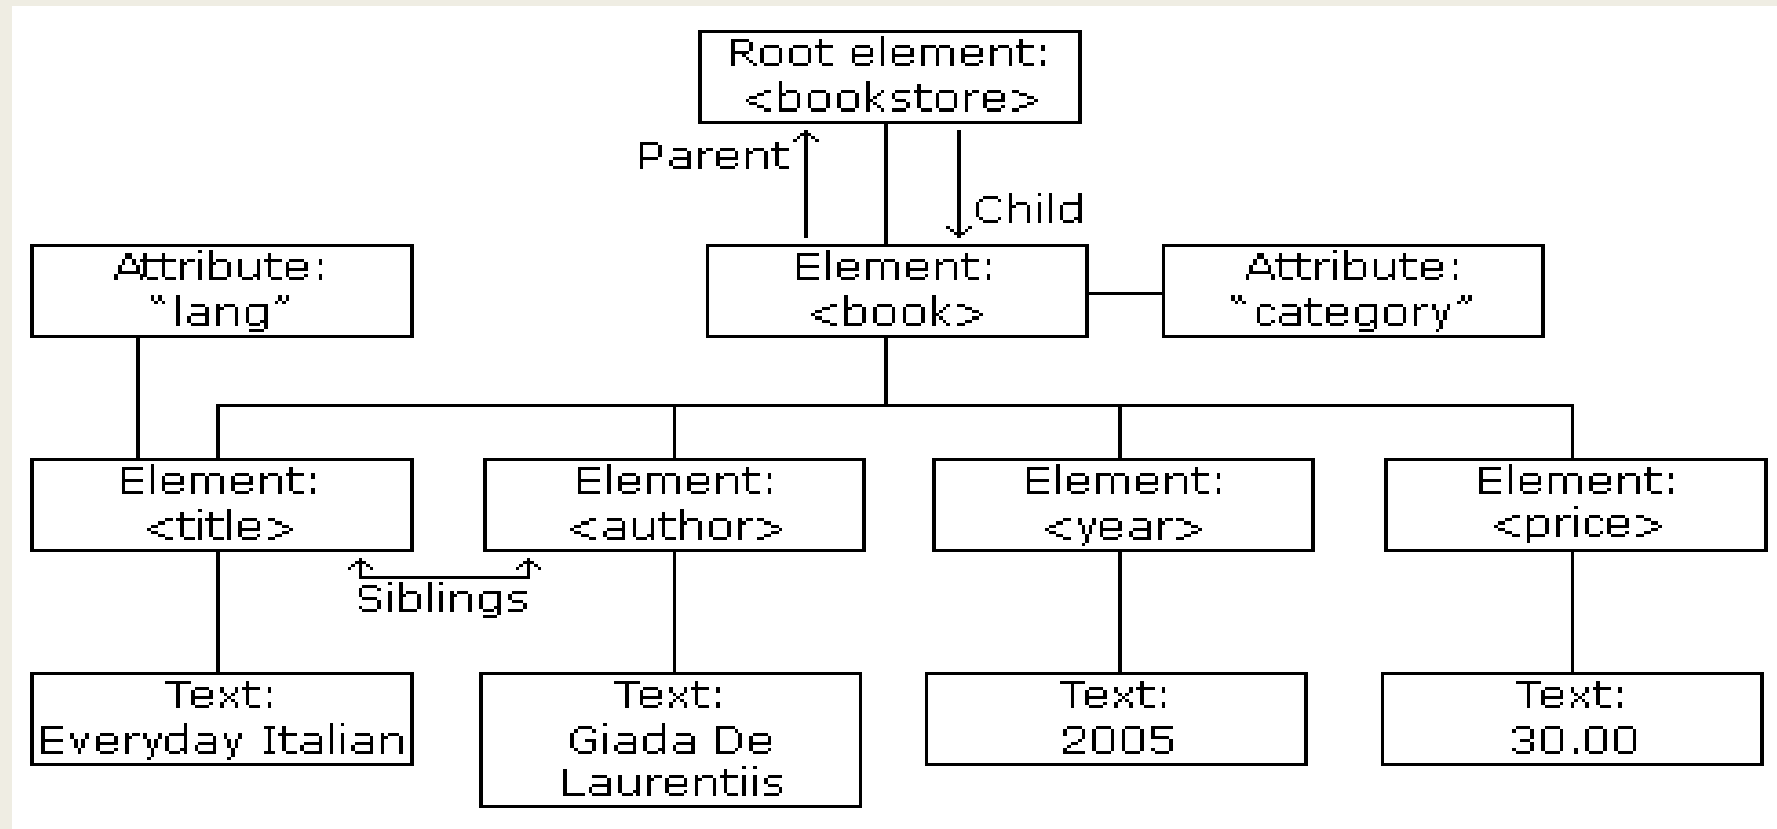 Root element:
<bookstore>
Parent
Child
Attribute:
“lang”
Element:
<book>
Attribute:
“category”
Element:
<title>
Element:
<author>
Element:
<year>
Element:
<price>
Siblings
Text:
Everyday Italian
Text:
Giada De
Laurentiis
Text:
2005
Text:
30.00